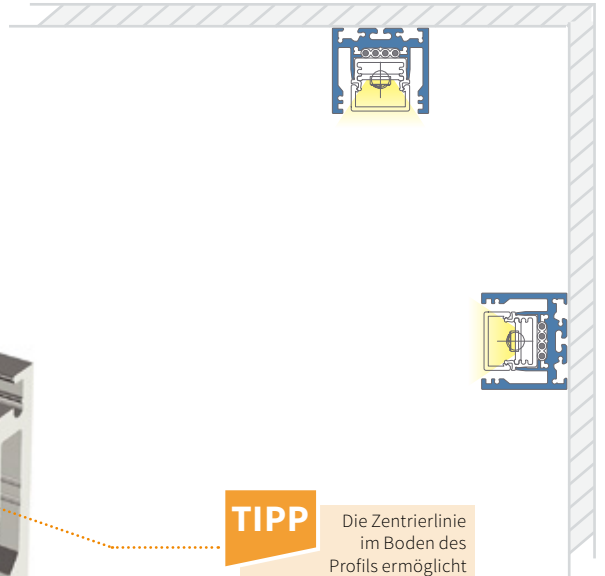 TIPP
Die Zentrierlinie
im Boden des
Profils ermöglicht